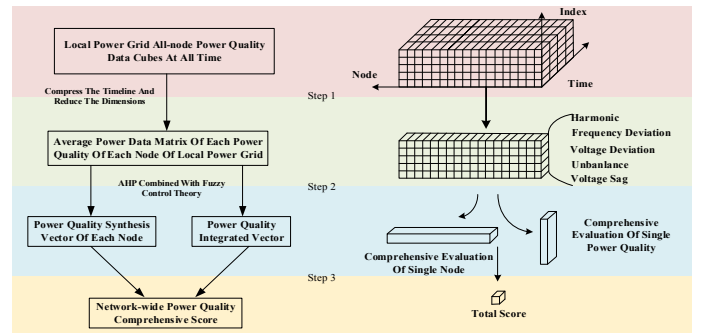 Local Power Grid All-node Power Quality
Data Cubes At All Time
Compress The Timeline And
Reduce The Dimensions
Step 1
Average Power Data Matrix Of Each Power
Quality Of Each Node Of Local Power Grid
AHP Combined With Fuzzy
Control Theory
Step 2
Power Quality Synthesis
Vector Of Each Node
Power Quality
Integrated Vector
Step 3
Network-wide Power Quality
Comprehensive Score
Index
Node
Time
Harmonic
Frequency Deviation
Voltage Deviation
Unbanlance
Voltage Sag
Comprehensive Evaluation
Of Single Node
Comprehensive
Evaluation Of Single
Power Quality
Total Score